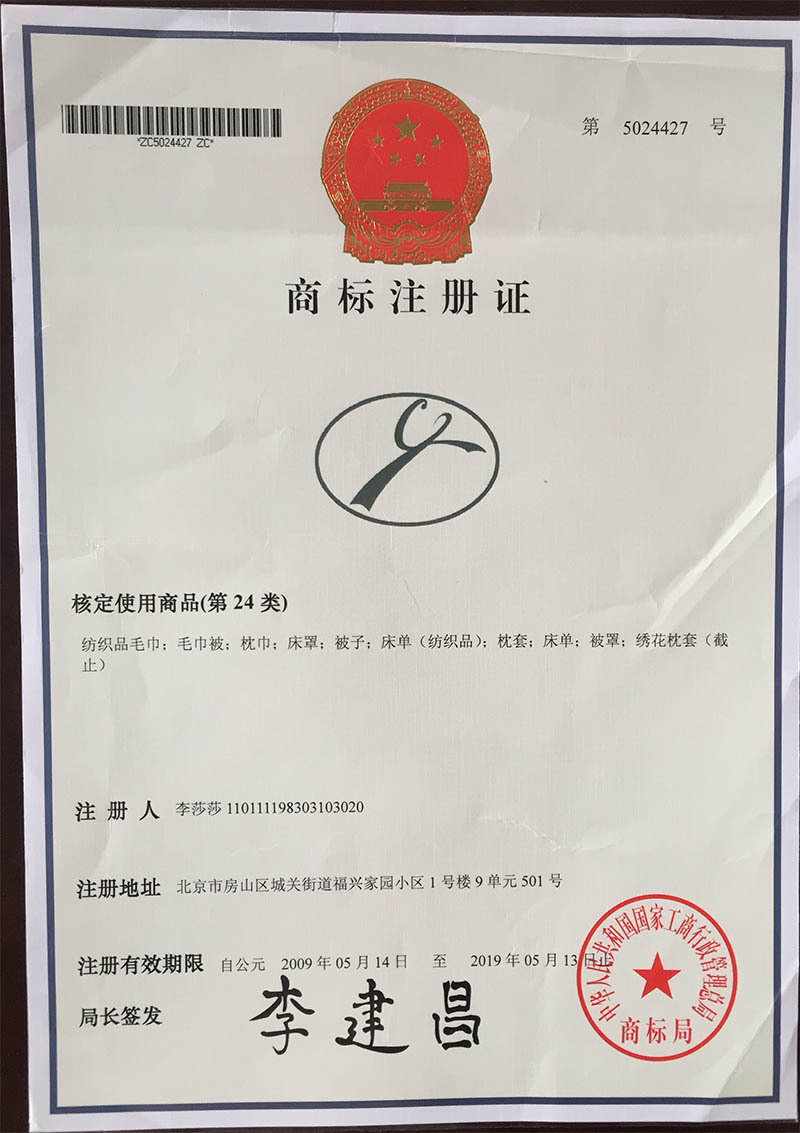 *ZC5024427 ZC*
第 5024427 号
商标注册证
核定使用商品(第 24 类)
纺织品毛巾；毛巾被；枕巾；床罩；被子；床单（纺织品）；枕套；床单；被罩；绣花枕套（截
止）
注册人 李莎莎 110111198303103020
注册地址 北京市房山区城关街道福兴家园小区 1 号楼 9 单元 501 号
注册有效期限 自公元 2009 年 05 月 14 日 至 2019 年 05 月 13 日止
局长签发 李建昌
中华人民共和国国家工商行政管理总局
商标局